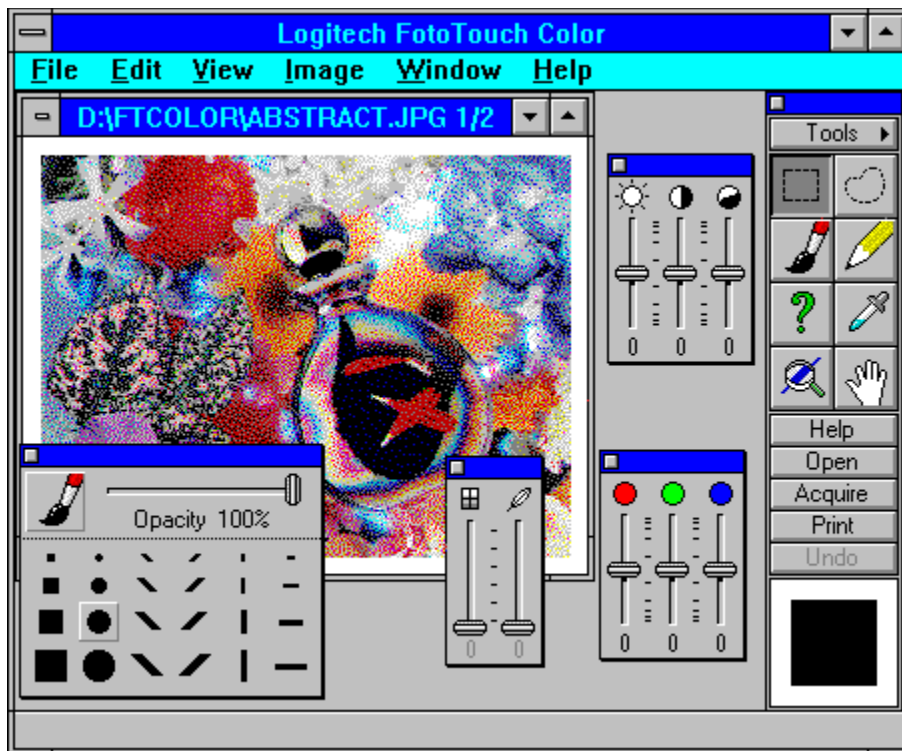 Logitech FotoTouch Color
File Edit View Image Window Help
D:\FTCOLOR\ABSTRACT.JPG 1/2
Tools
0 0 0
Help
Open
Acquire
Print
Undo
Opacity 100%
0 0
0 0 0